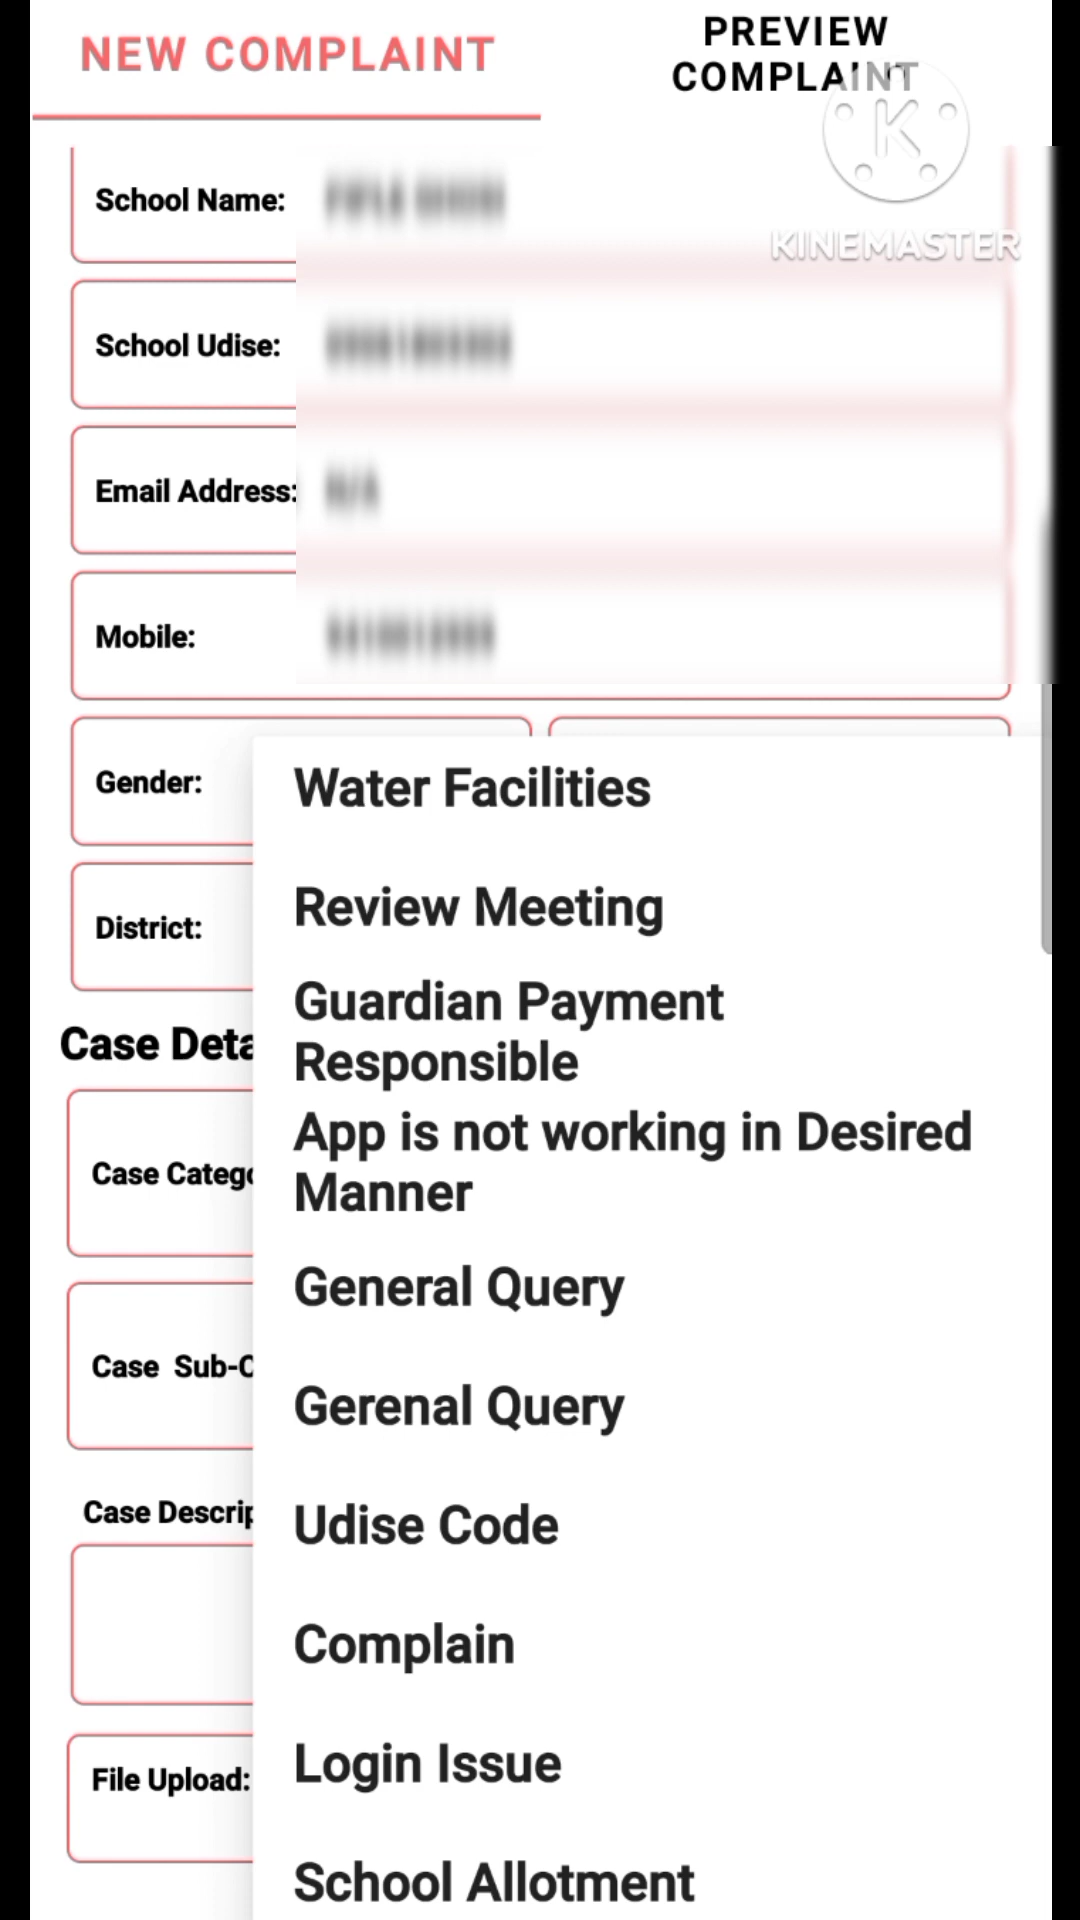 NEW COMPLAINT
PREVIEW
COMPLAINT
K
KINEMASTER
School Name:
School Udise:
Email Address:
Mobile:
Gender:
District:
Case Deta
Case Catego
Case Sub-C
Case Descrip
File Upload:
Water Facilities
Review Meeting
Guardian Payment
Responsible
App is not working in Desired
Manner
General Query
Gerenal Query
Udise Code
Complain
Login Issue
School Allotment